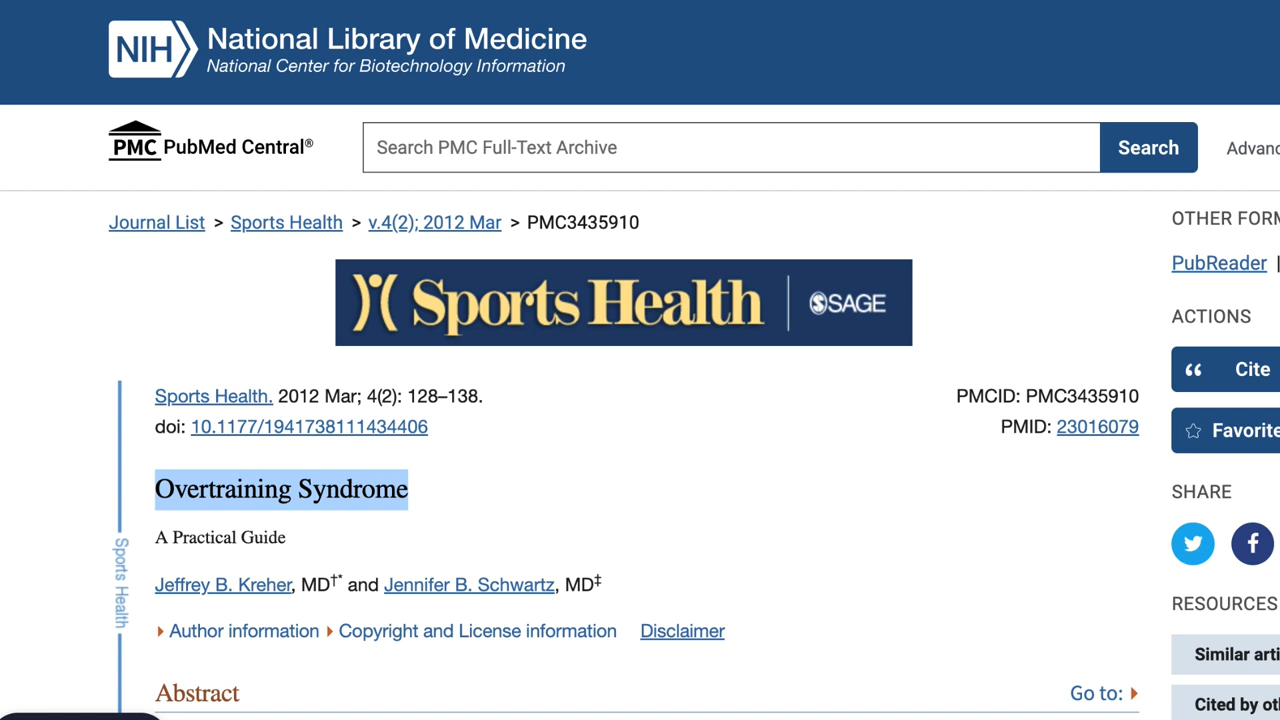 NIH National Library of Medicine
National Center for Biotechnology Information
PMC PubMed Central®
Search PMC Full-Text Archive
Search
Advanc
Journal List > Sports Health > v.4(2); 2012 Mar > PMC3435910
OTHER FORM
PubReader
Sports Health
SAGE
ACTIONS
Cite
Favorite
Sports Health. 2012 Mar; 4(2): 128–138.
PMCID: PMC3435910
doi: 10.1177/1941738111434406
PMID: 23016079
Overtraining Syndrome
A Practical Guide
Jeffrey B. Kreher, MD†* and Jennifer B. Schwartz, MD‡
Author information
Copyright and License information
Disclaimer
Sports Health
Abstract
Go to:
SHARE
RESOURCES
Similar arti
Cited by ot